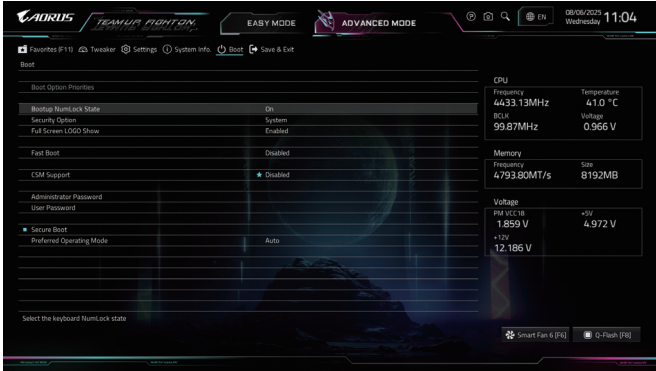 AORUS
TEAM UP. FIGHT ON.
EASY MODE
ADVANCED MODE
EN
08/06/2025
Wednesday
11:04
Favorites (F11)
Tweaker
Settings
System Info.
Boot
Save & Exit
Boot
Boot Option Priorities
Bootup NumLock State On
Security Option System
Full Screen LOGO Show Enabled
Fast Boot Disabled
CSM Support ★ Disabled
Administrator Password
User Password
Secure Boot
Preferred Operating Mode Auto
Select the keyboard NumLock state
CPU
Frequency Temperature
4433.13MHz 41.0 °C
BCLK Voltage
99.87MHz 0.966 V
Memory
Frequency Size
4793.80MT/s 8192MB
Voltage
PM VCC18 +5V
1.859 V 4.972 V
+12V
12.186 V
Smart Fan 6 [F6]
Q-Flash [F8]